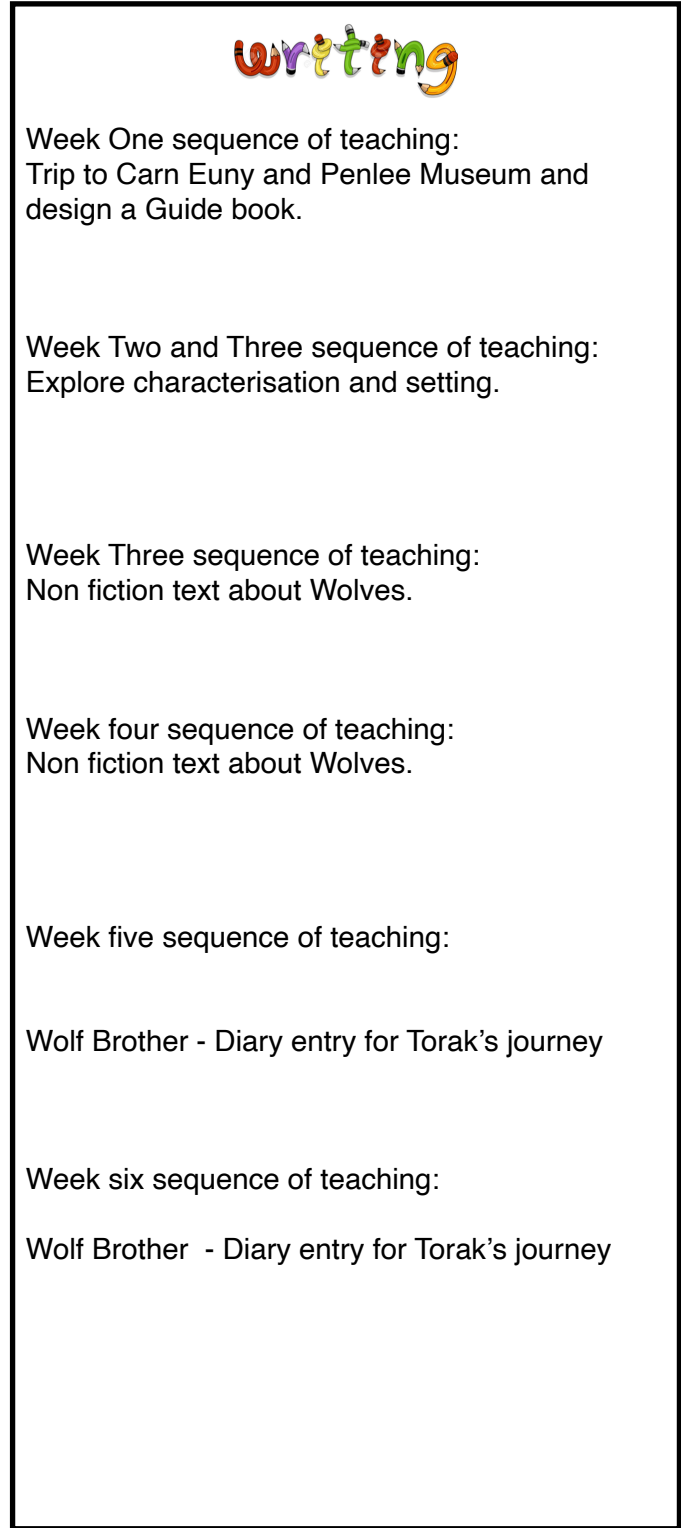 writing
Week One sequence of teaching:
Trip to Carn Euny and Penlee Museum and
design a Guide book.
Week Two and Three sequence of teaching:
Explore characterisation and setting.
Week Three sequence of teaching:
Non fiction text about Wolves.
Week four sequence of teaching:
Non fiction text about Wolves.
Week five sequence of teaching:
Wolf Brother - Diary entry for Torak’s journey
Week six sequence of teaching:
Wolf Brother  - Diary entry for Torak’s journey